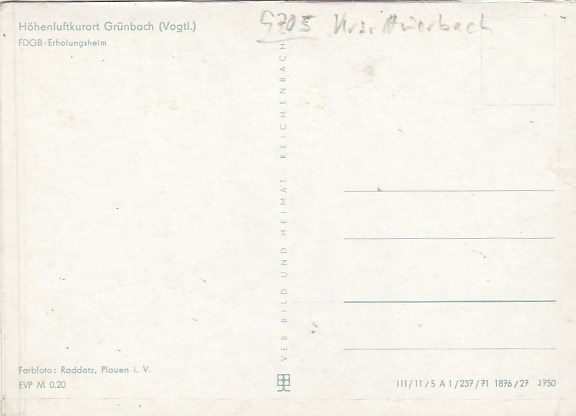 Höhenluftkurort Grünbach (Vogtl.)
FDGB-Erholungsheim
9705 Krs. Auerbach
VEB BILD UND HEIMAT · REICHENBACH
Farbfoto: Raddatz, Plauen i. V.
EVP M 0.20
III/11/5 A 1/237/71 1876/27 1750